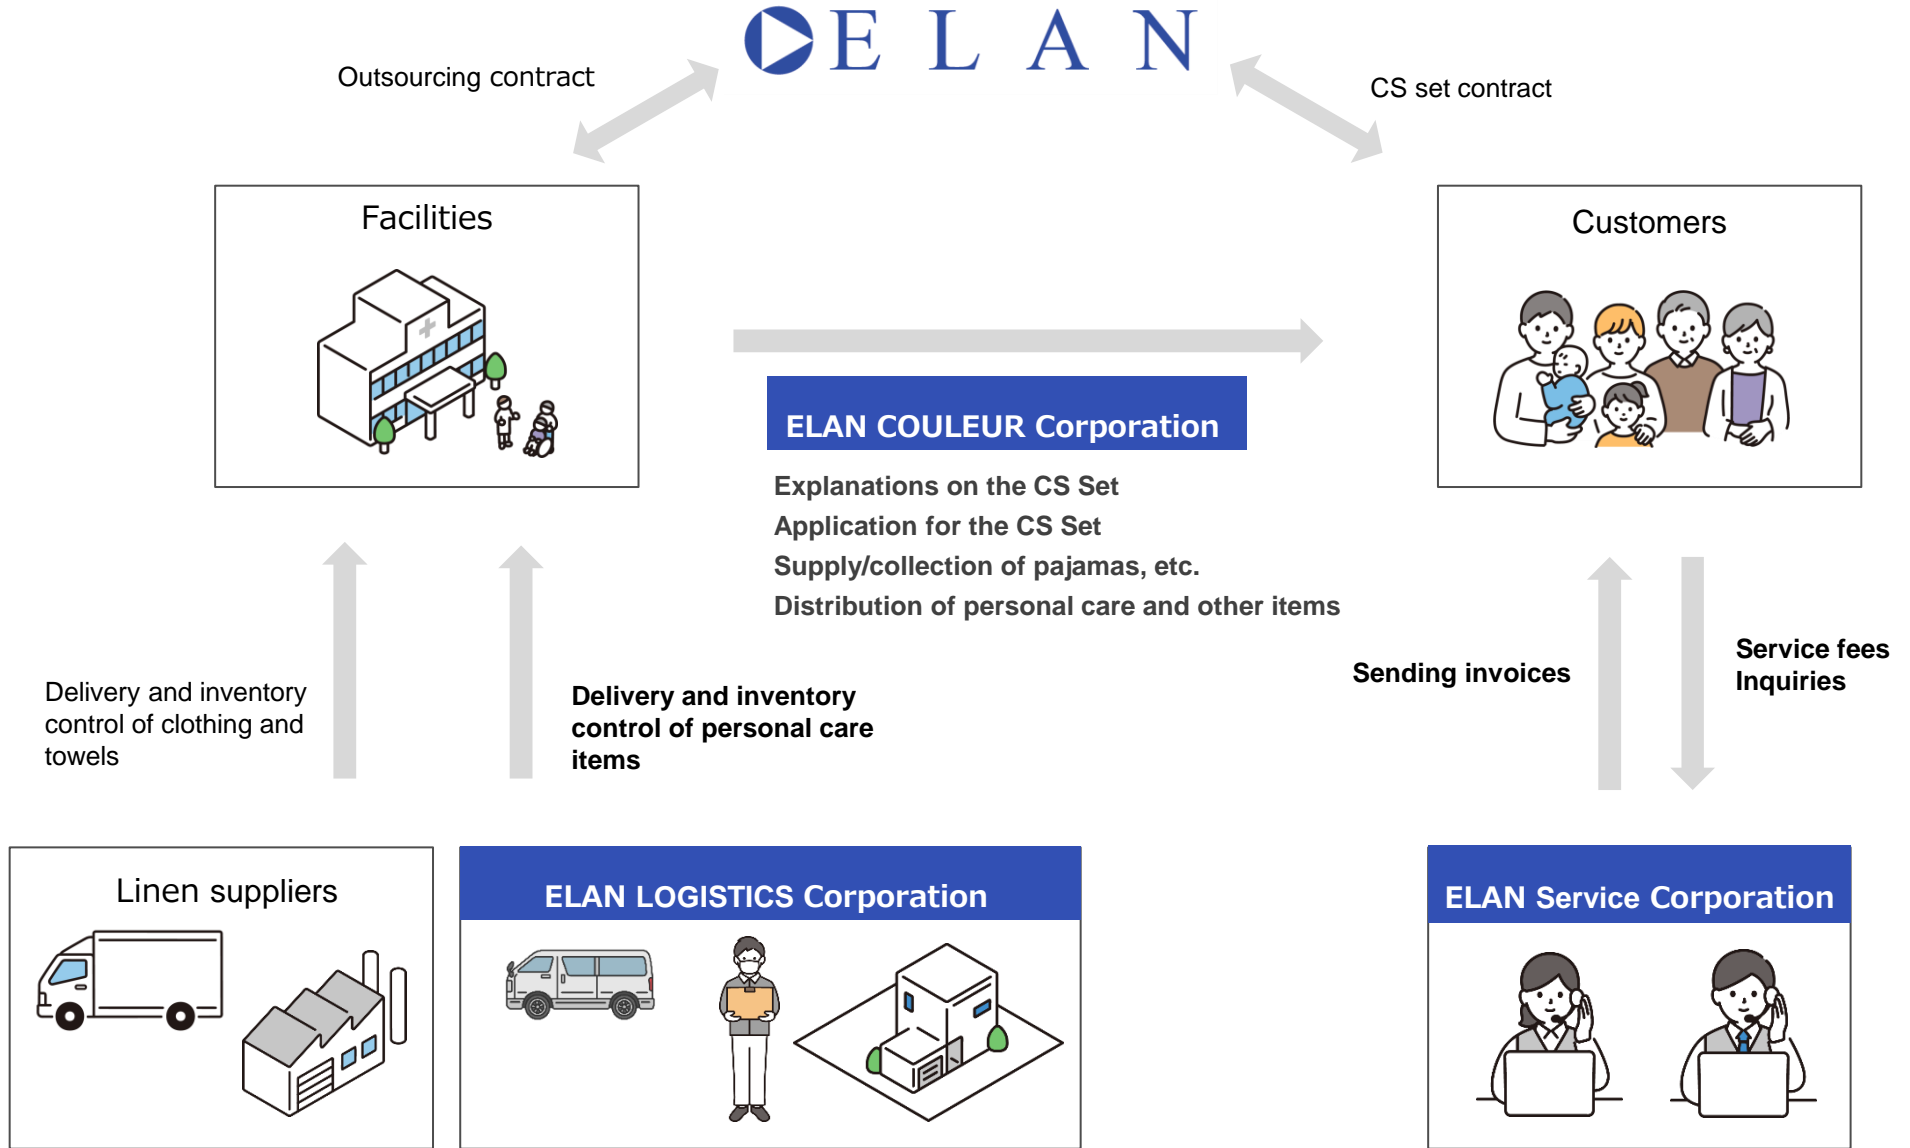 ELAN
Outsourcing contract
CS set contract
Facilities
Customers
ELAN COULEUR Corporation
Explanations on the CS Set
Application for the CS Set
Supply/collection of pajamas, etc.
Distribution of personal care and other items
Delivery and inventory
control of clothing and
towels
Delivery and inventory
control of personal care
items
Sending invoices
Service fees
Inquiries
Linen suppliers
ELAN LOGISTICS Corporation
ELAN Service Corporation